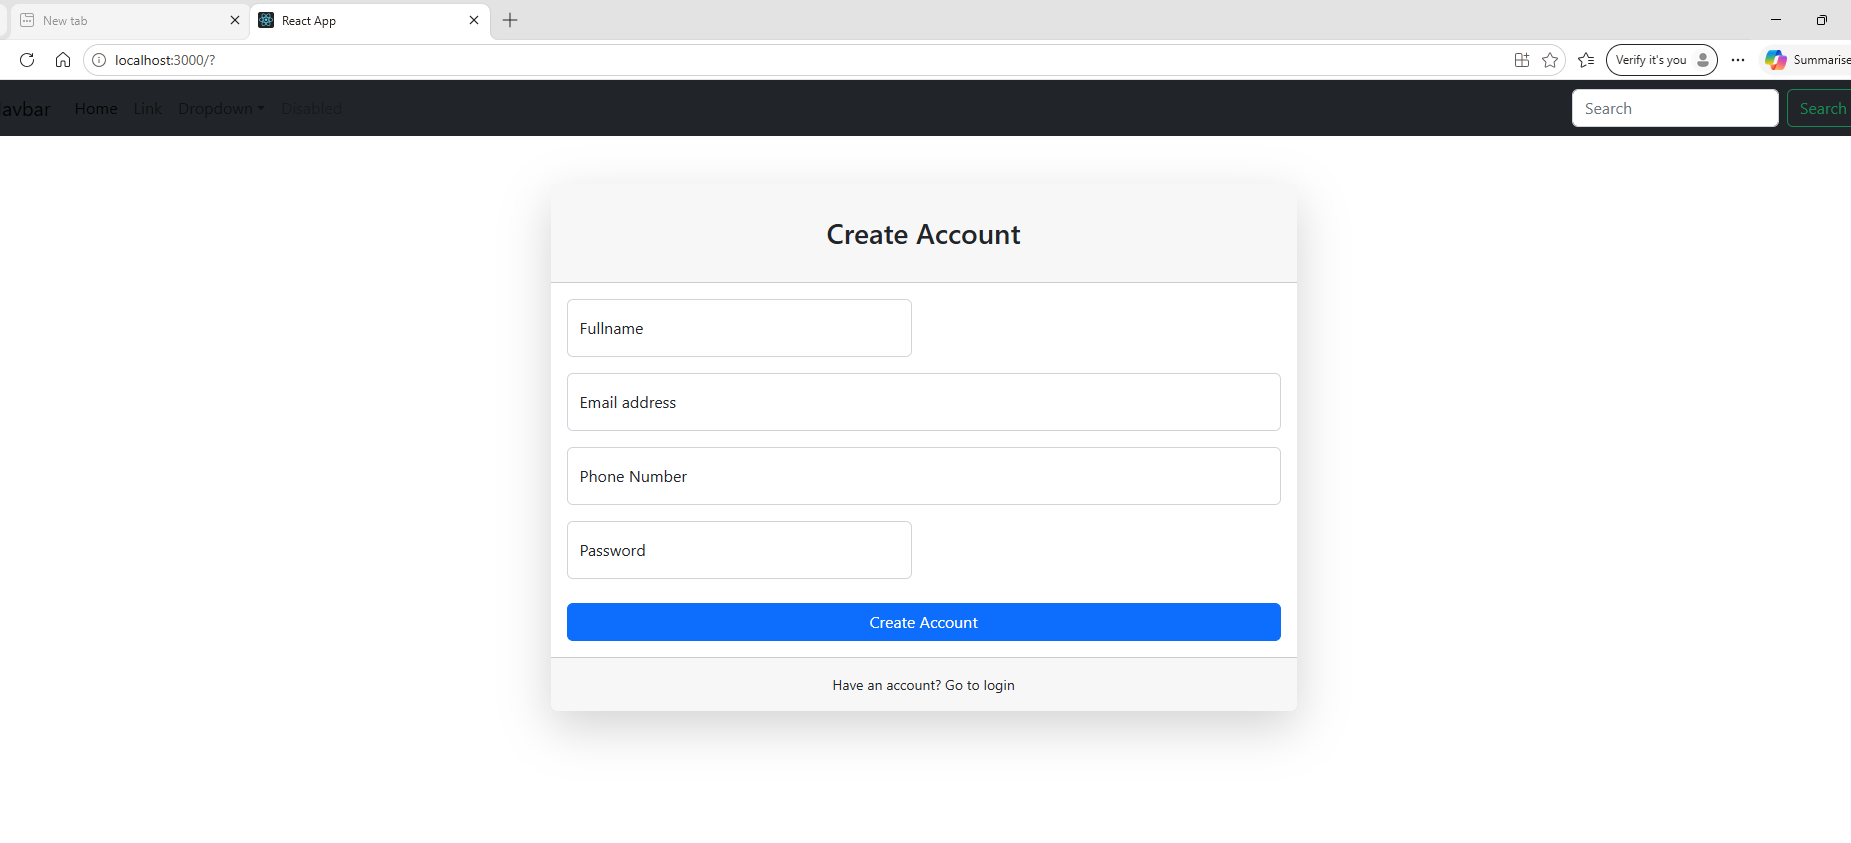 New tab
React App
localhost:3000/?
Verify it's you
Summarise
avbar Home Link Dropdown Disabled
Search Search
Create Account
Fullname
Email address
Phone Number
Password
Create Account
Have an account? Go to login